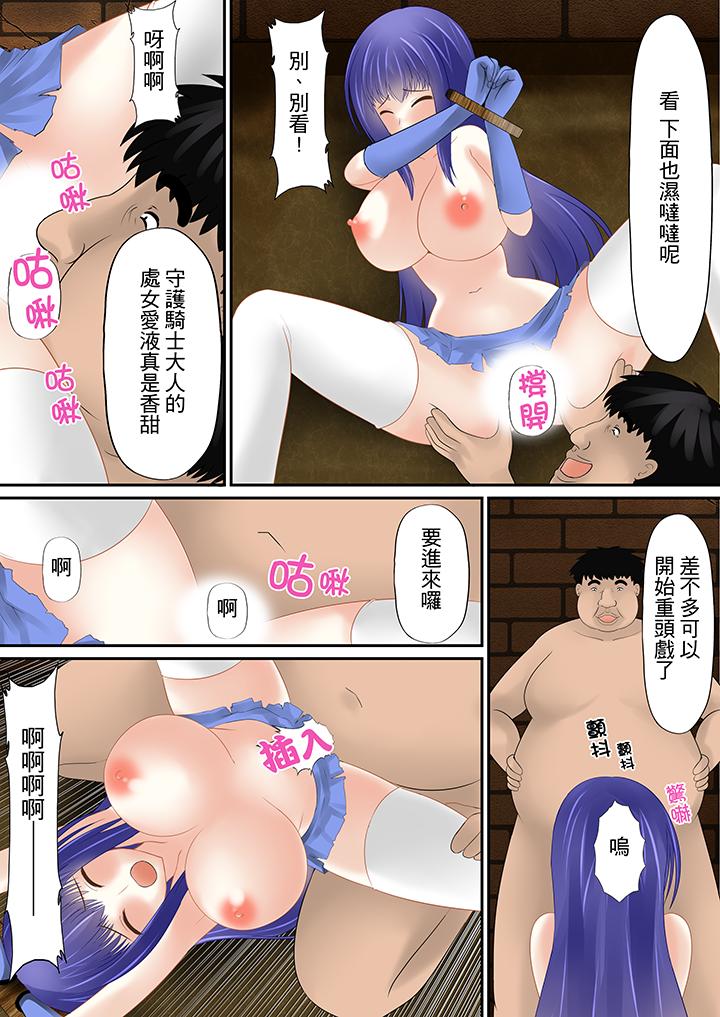 看 下面也濕噠噠呢
別、別看！
撐開
呀啊啊
咕啾
咕啾
咕啾
守護騎士大人的
處女愛液真是香甜
差不多可以
開始重頭戲了
顫抖
顫抖
驚嚇
嗚
要進來囉
咕啾
啊
啊
插入
啊啊啊啊——